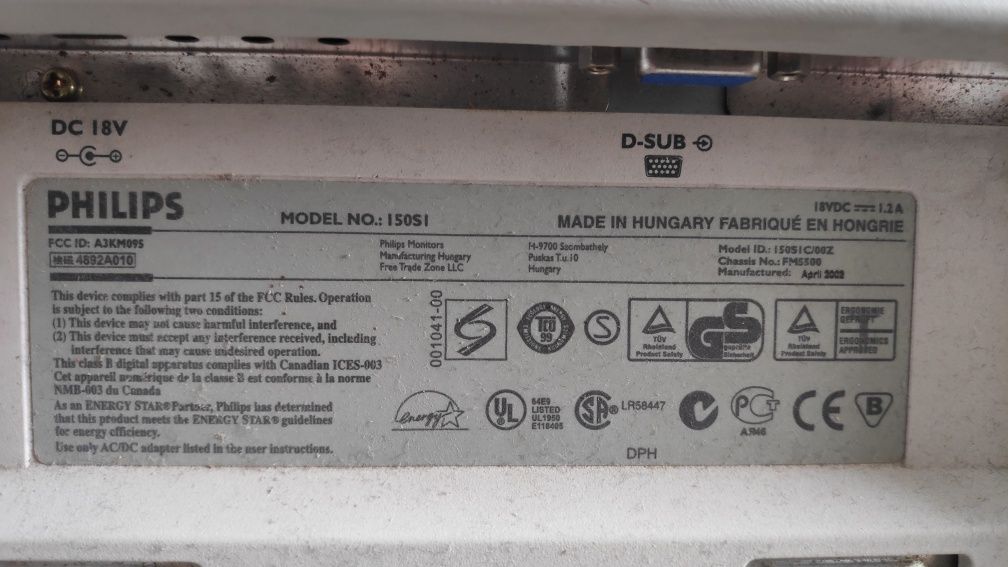 DC 18V
D-SUB
PHILIPS
MODEL NO.: 150S1
18VDC 1.2A
MADE IN HUNGARY FABRIQUÉ EN HONGRIE
FCC ID: A3KM095
檢磁 4892A010
Philips Monitors
Manufacturing Hungary
Free Trade Zone LLC
H-9700 Szombathely
Puskas T.u.10
Hungary
Model ID.: 150S1C/00Z
Chassis No.: FM5500
Manufactured: April 2002
This device complies with part 15 of the FCC Rules. Operation
is subject to the following two conditions:
(1) This device may not cause harmful interference, and
(2) This device must accept any interference received, including
interference that may cause undesired operation.
This class B digital apparatus complies with Canadian ICES-003
Cet appareil numérique de la classe B est conforme à la norme
NMB-003 du Canada
As an ENERGY STAR® Partner, Philips has determined
that this product meets the ENERGY STAR® guidelines
for energy efficiency.
Use only AC/DC adapter listed in the user instructions.
001041-00
S
TCO
99
S
TÜV
Rheinland
Product Safety
GS
geprüfte
Sicherheit
TÜV
Rheinland
Product Safety
ERGONOMIE
GEPRÜFT
ERGONOMICS
APPROVED
energy
UL
64E9
LISTED
UL1950
E118405
SA ®
LR58447
PCT
АЯ46
CE
B
DPH